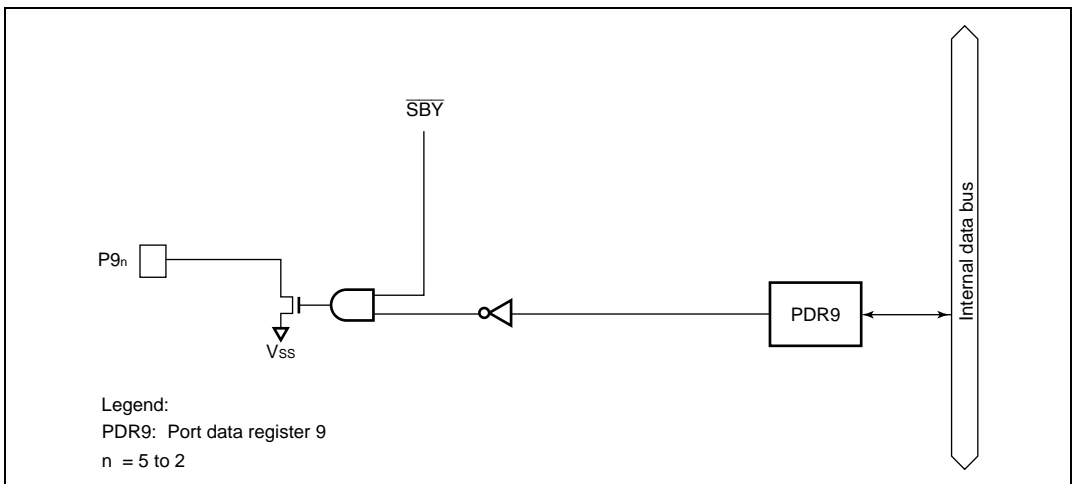 SBY
P9n
VSS
PDR9
Internal data bus
Legend:
PDR9: Port data register 9
n = 5 to 2